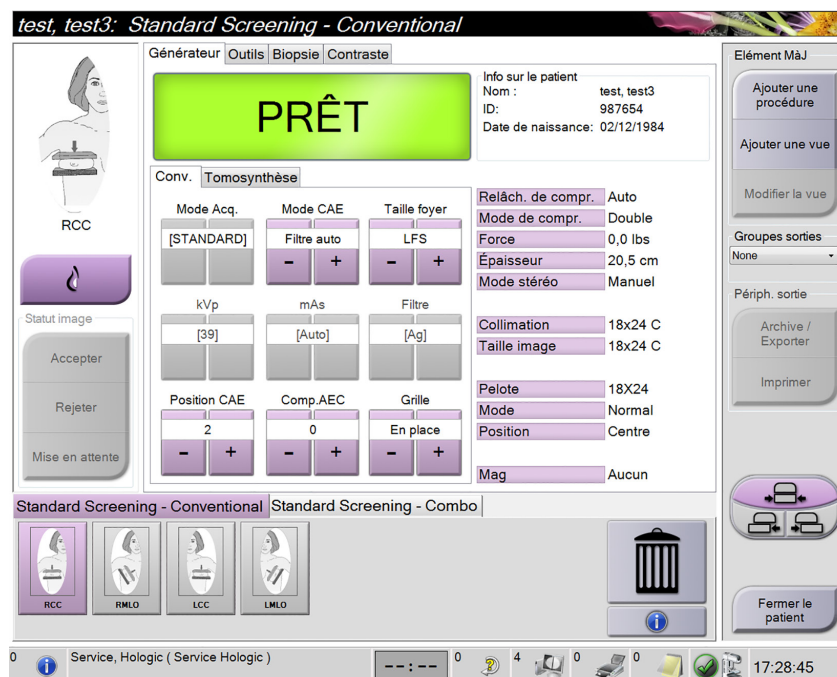 test, test3: Standard Screening - Conventional
Générateur Outils Biopsie Contraste
PRÊT
Info sur le patient
Nom : test, test3
ID: 987654
Date de naissance: 02/12/1984
Elément MàJ
Ajouter une
procédure
Ajouter une vue
Modifier la vue
Groupes sorties
None
Périph. sortie
Archive /
Exporter
Imprimer
RCC
Statut image
Accepter
Rejeter
Mise en attente
Conv. Tomosynthèse
Mode Acq. Mode CAE Taille foyer
[STANDARD] Filtre auto LFS
- + - +
kVp mAs Filtre
[39] [Auto] [Ag]
Position CAE Comp.AEC Grille
2 0 En place
- + - + - +
Relâch. de compr. Auto
Mode de compr. Double
Force 0,0 lbs
Épaisseur 20,5 cm
Mode stéréo Manuel
Collimation 18x24 C
Taille image 18x24 C
Pelote 18X24
Mode Normal
Position Centre
Mag Aucun
Standard Screening - Conventional Standard Screening - Combo
RCC RMLO LCC LMLO
Fermer le
patient
0 Service, Hologic ( Service Hologic ) --:-- 0 4 0 0 17:28:45